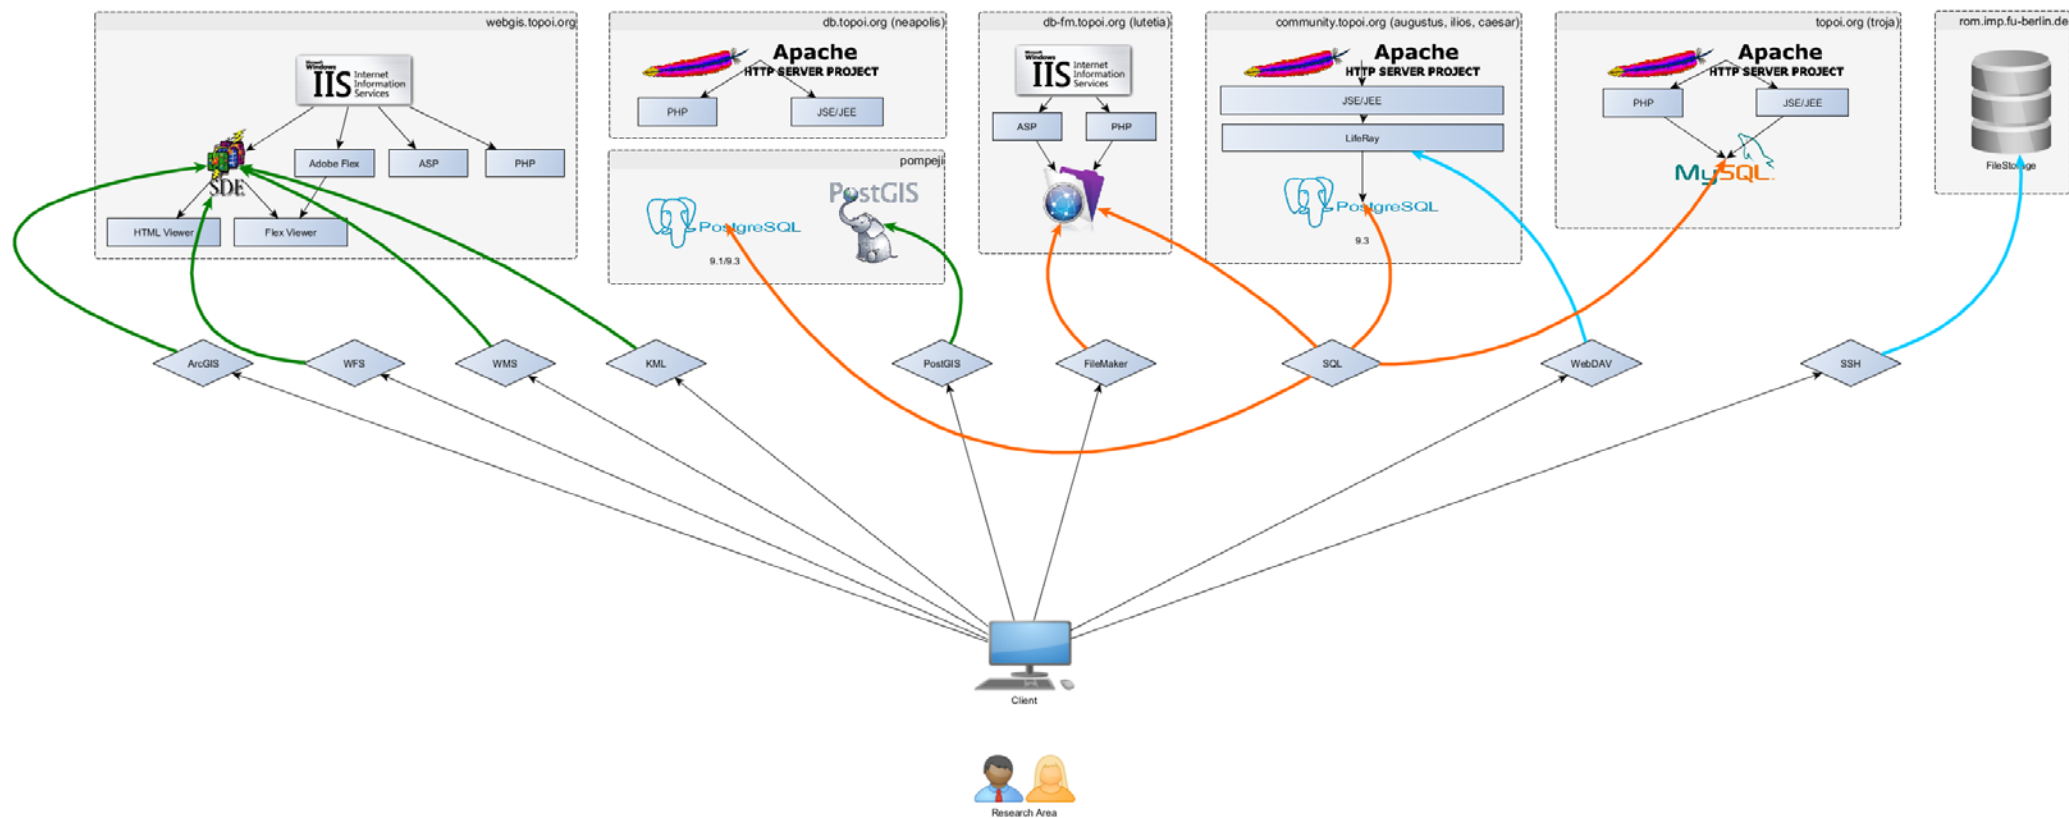 webgis.topoi.org
db.topoi.org (neapolis)
db-fm.topoi.org (lutetia)
community.topoi.org (augustus, ilios, caesar)
topoi.org (troja)
rom.imp.fu-berlin.de
Microsoft
Windows
IIS Internet
Information
Services
Apache
HTTP SERVER PROJECT
Microsoft
Windows
IIS Internet
Information
Services
Apache
HTTP SERVER PROJECT
Apache
HTTP SERVER PROJECT
PHP
JSE/JEE
ASP
PHP
JSE/JEE
LifeRay
PHP
JSE/JEE
FileStorage
Adobe Flex
ASP
PHP
SDE
HTML Viewer
Flex Viewer
pompeji
PostgreSQL
9.1/9.3
PostGIS
PostgreSQL
9.3
MySQL
ArcGIS
WFS
WMS
KML
PostGIS
FileMaker
SQL
WebDAV
SSH
Client
Research Area